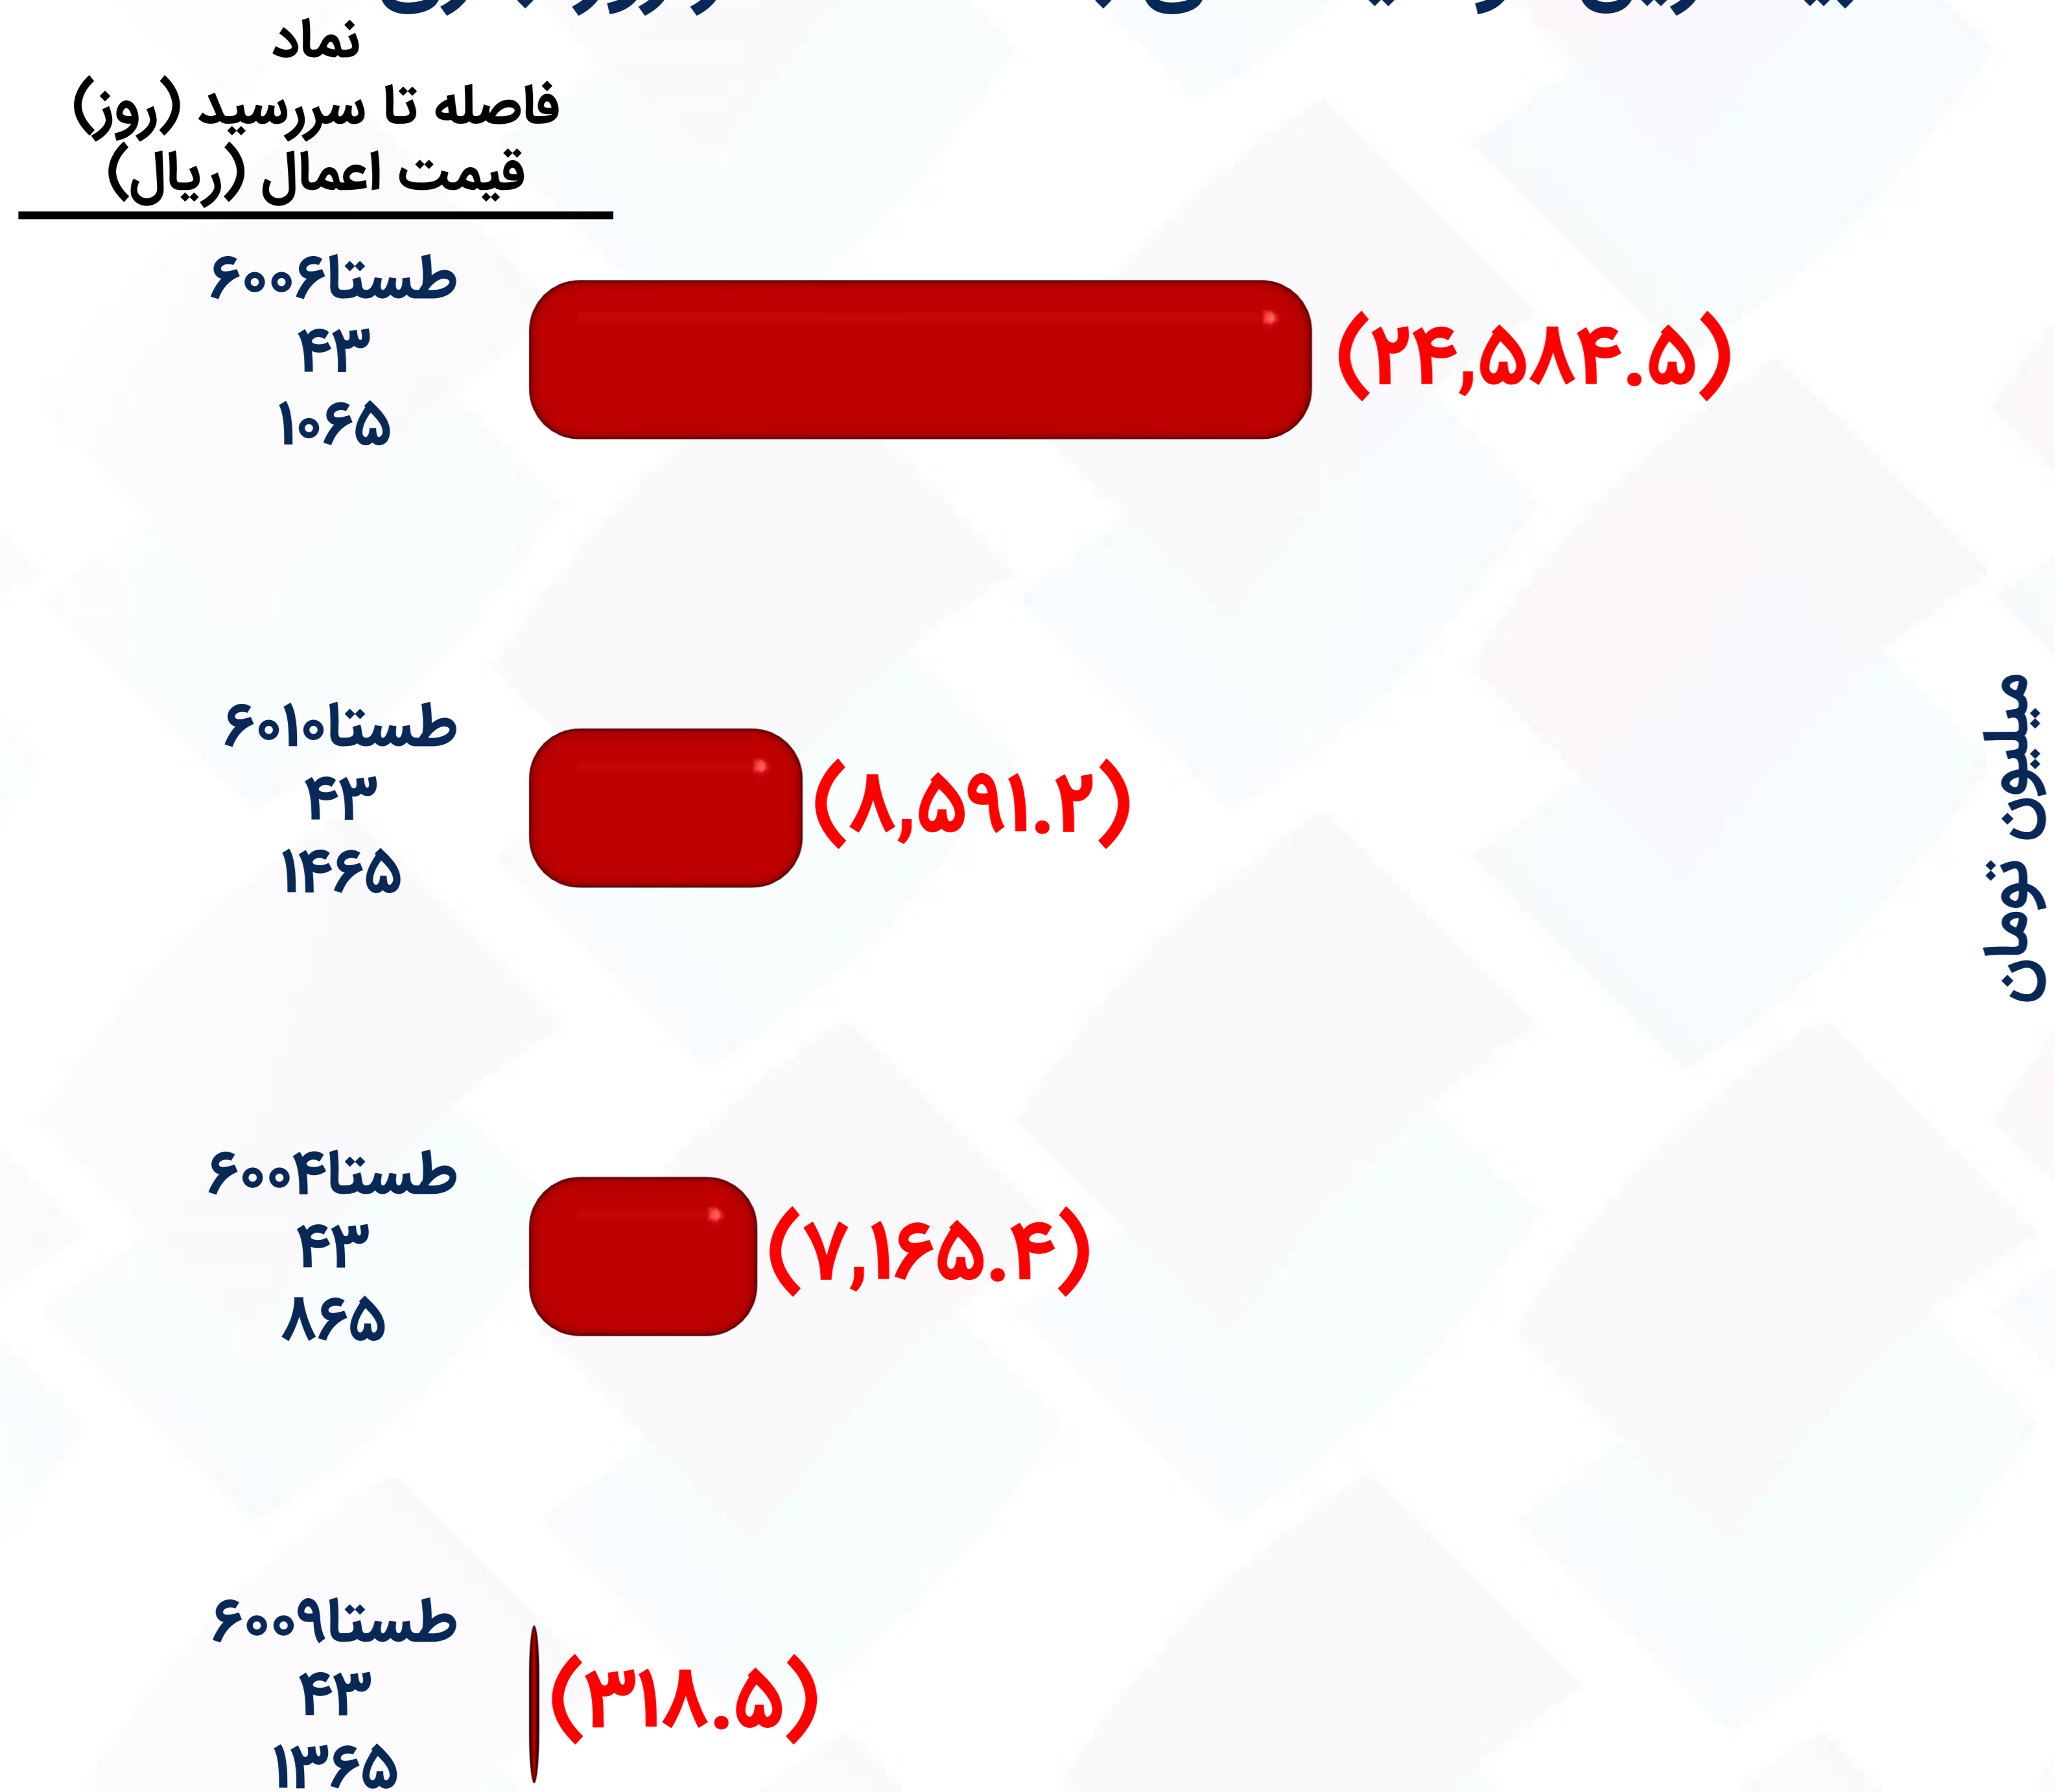 نماد
فاصله تا سررسید (روز)
قیمت اعمال (ریال)
طستا۶۰۰۶
۴۳
۱۰۶۵
(۲۴,۵۸۴.۵)
طستا۶۰۱۰
۴۳
۱۴۶۵
(۸,۵۹۱.۲)
میلیون تومان
طستا۶۰۰۴
۴۳
۸۶۵
(۷,۱۶۵.۴)
طستا۶۰۰۹
۴۳
۱۳۶۵
(۳۱۸.۵)